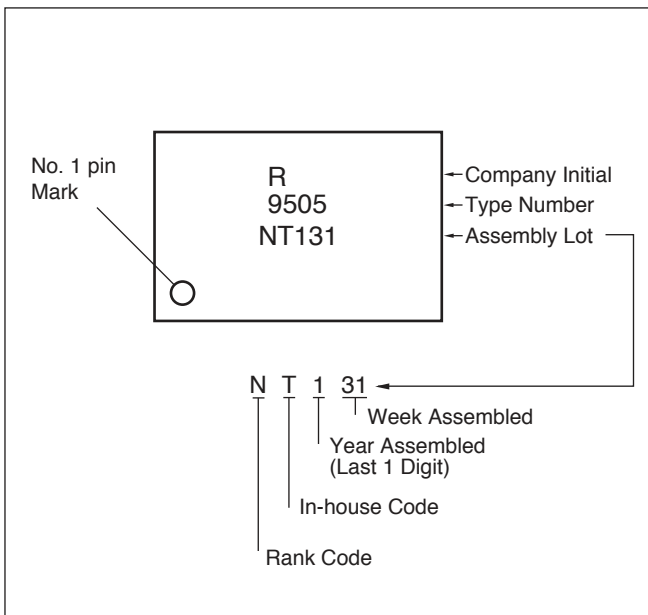 No. 1 pin
Mark
R
9505
NT131
Company Initial
Type Number
Assembly Lot
N T 1 31
Week Assembled
Year Assembled
(Last 1 Digit)
In-house Code
Rank Code